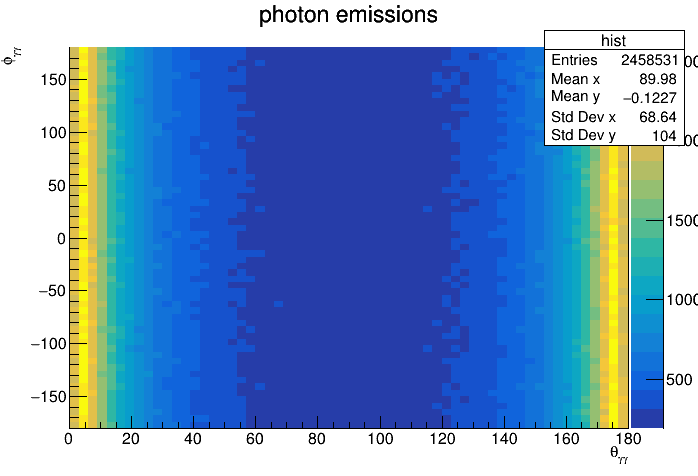 photon emissions
hist
Entries 2458531
Mean x 89.98
Mean y −0.1227
Std Dev x 68.64
Std Dev y 104
ϕγγ
150
100
50
0
−50
−100
−150
0 20 40 60 80 100 120 140 160 180
θγγ
1000
500